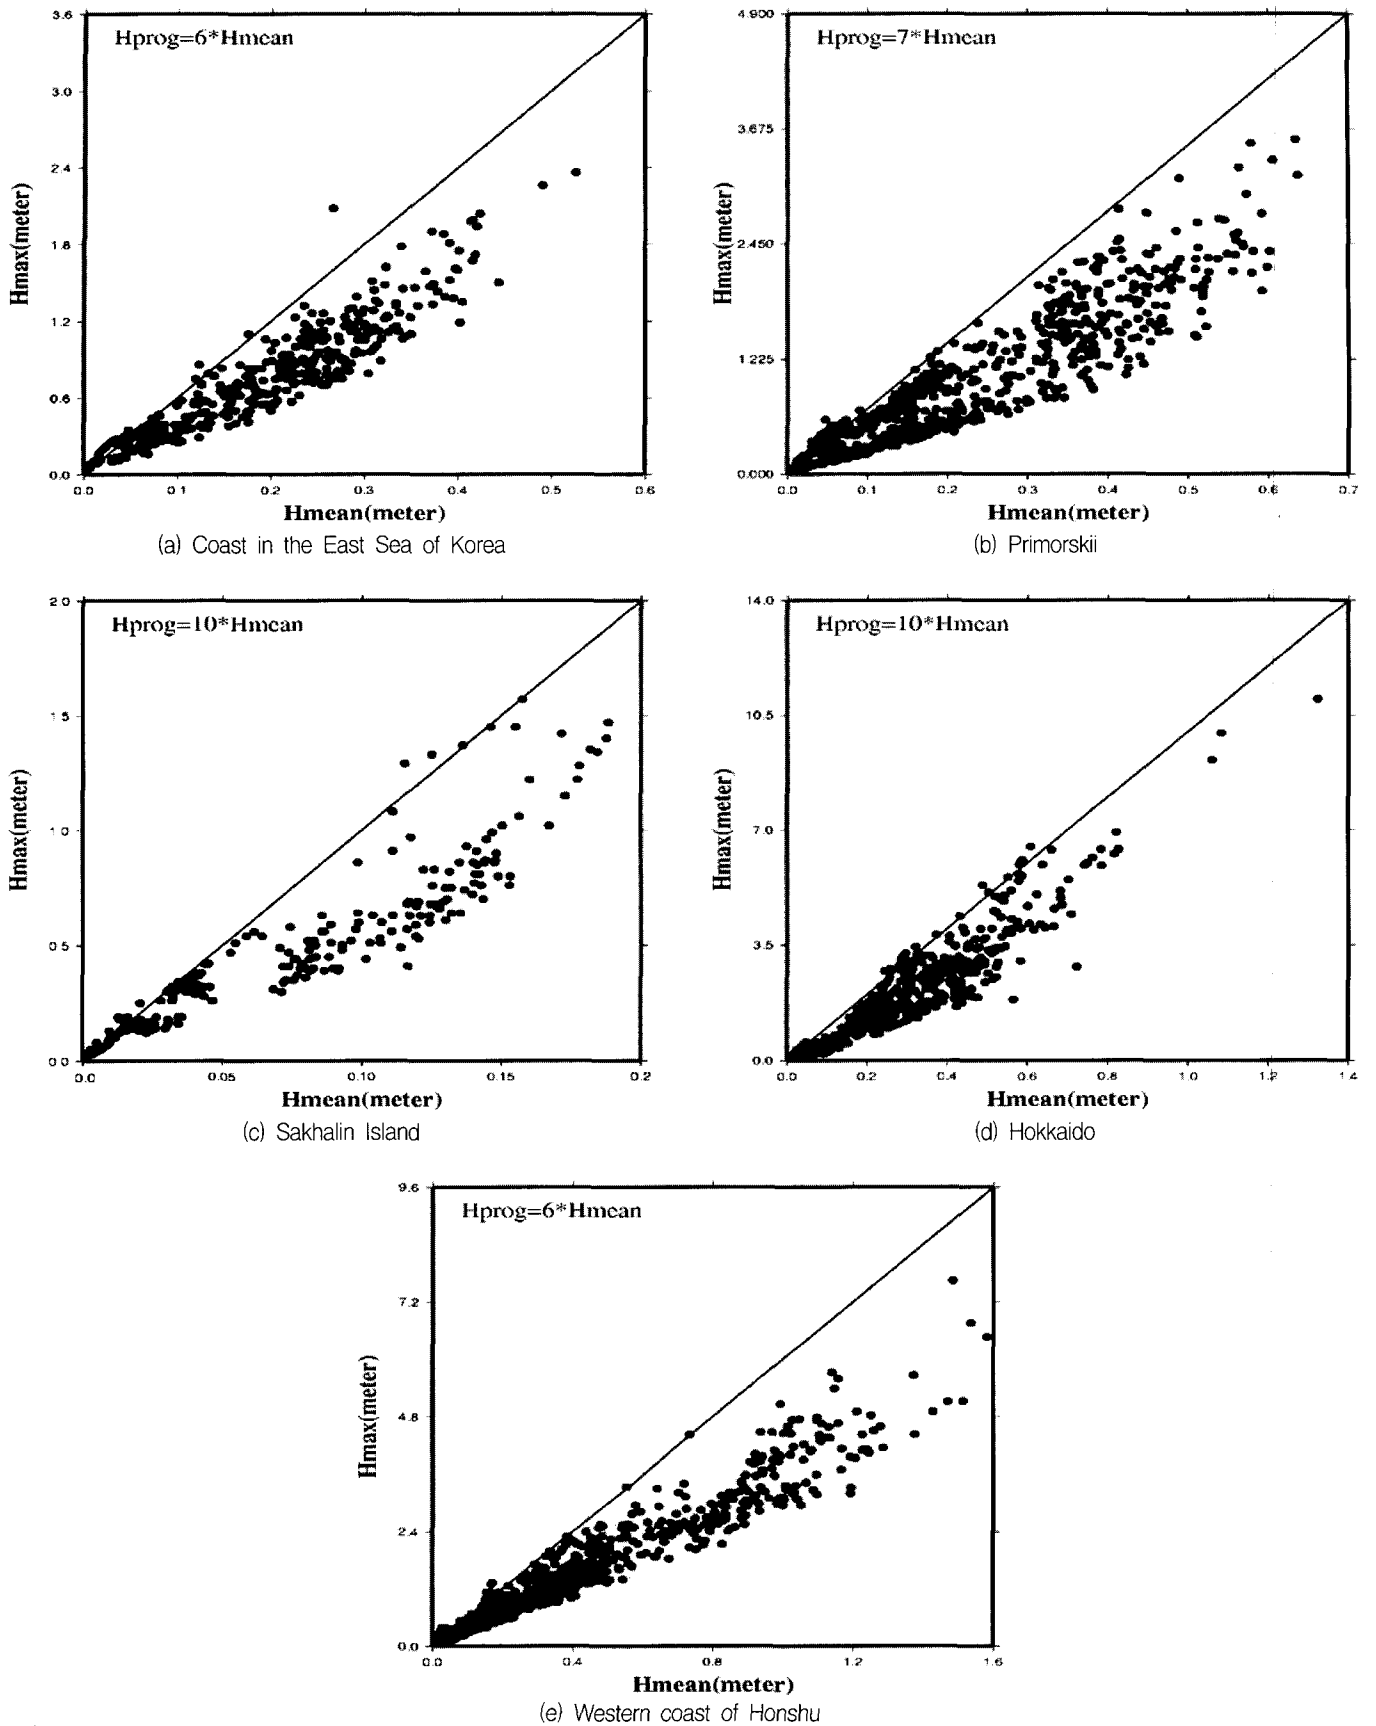 Hprog=6*Hmean
3.6
3.0
2.4
1.8
1.2
0.6
0.0
Hmax(meter)
0.0 0.1 0.2 0.3 0.4 0.5 0.6
Hmean(meter)
(a) Coast in the East Sea of Korea
Hprog=7*Hmean
4.900
3.675
2.450
1.225
0.000
Hmax(meter)
0.0 0.1 0.2 0.3 0.4 0.5 0.6 0.7
Hmean(meter)
(b) Primorskii
Hprog=10*Hmean
2.0
1.5
1.0
0.5
0.0
Hmax(meter)
0.0 0.05 0.10 0.15 0.2
Hmean(meter)
(c) Sakhalin Island
Hprog=10*Hmean
14.0
10.5
7.0
3.5
0.0
Hmax(meter)
0.0 0.2 0.4 0.6 0.8 1.0 1.2 1.4
Hmean(meter)
(d) Hokkaido
Hprog=6*Hmean
9.6
7.2
4.8
2.4
0.0
Hmax(meter)
0.0 0.4 0.8 1.2 1.6
Hmean(meter)
(e) Western coast of Honshu